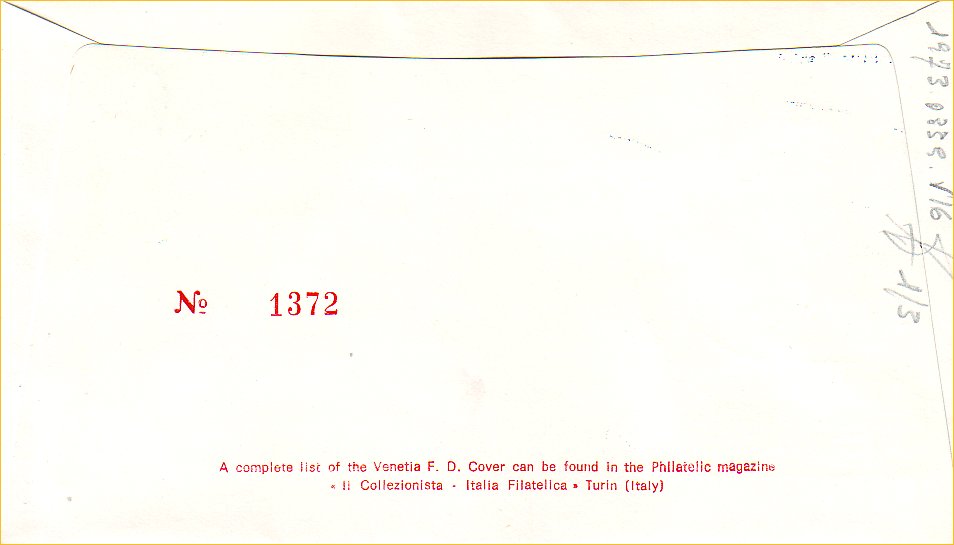 № 1372
A complete list of the Venetia F. D. Cover can be found in the Philatelic magazine
« Il Collezionista - Italia Filatelica » Turin (Italy)